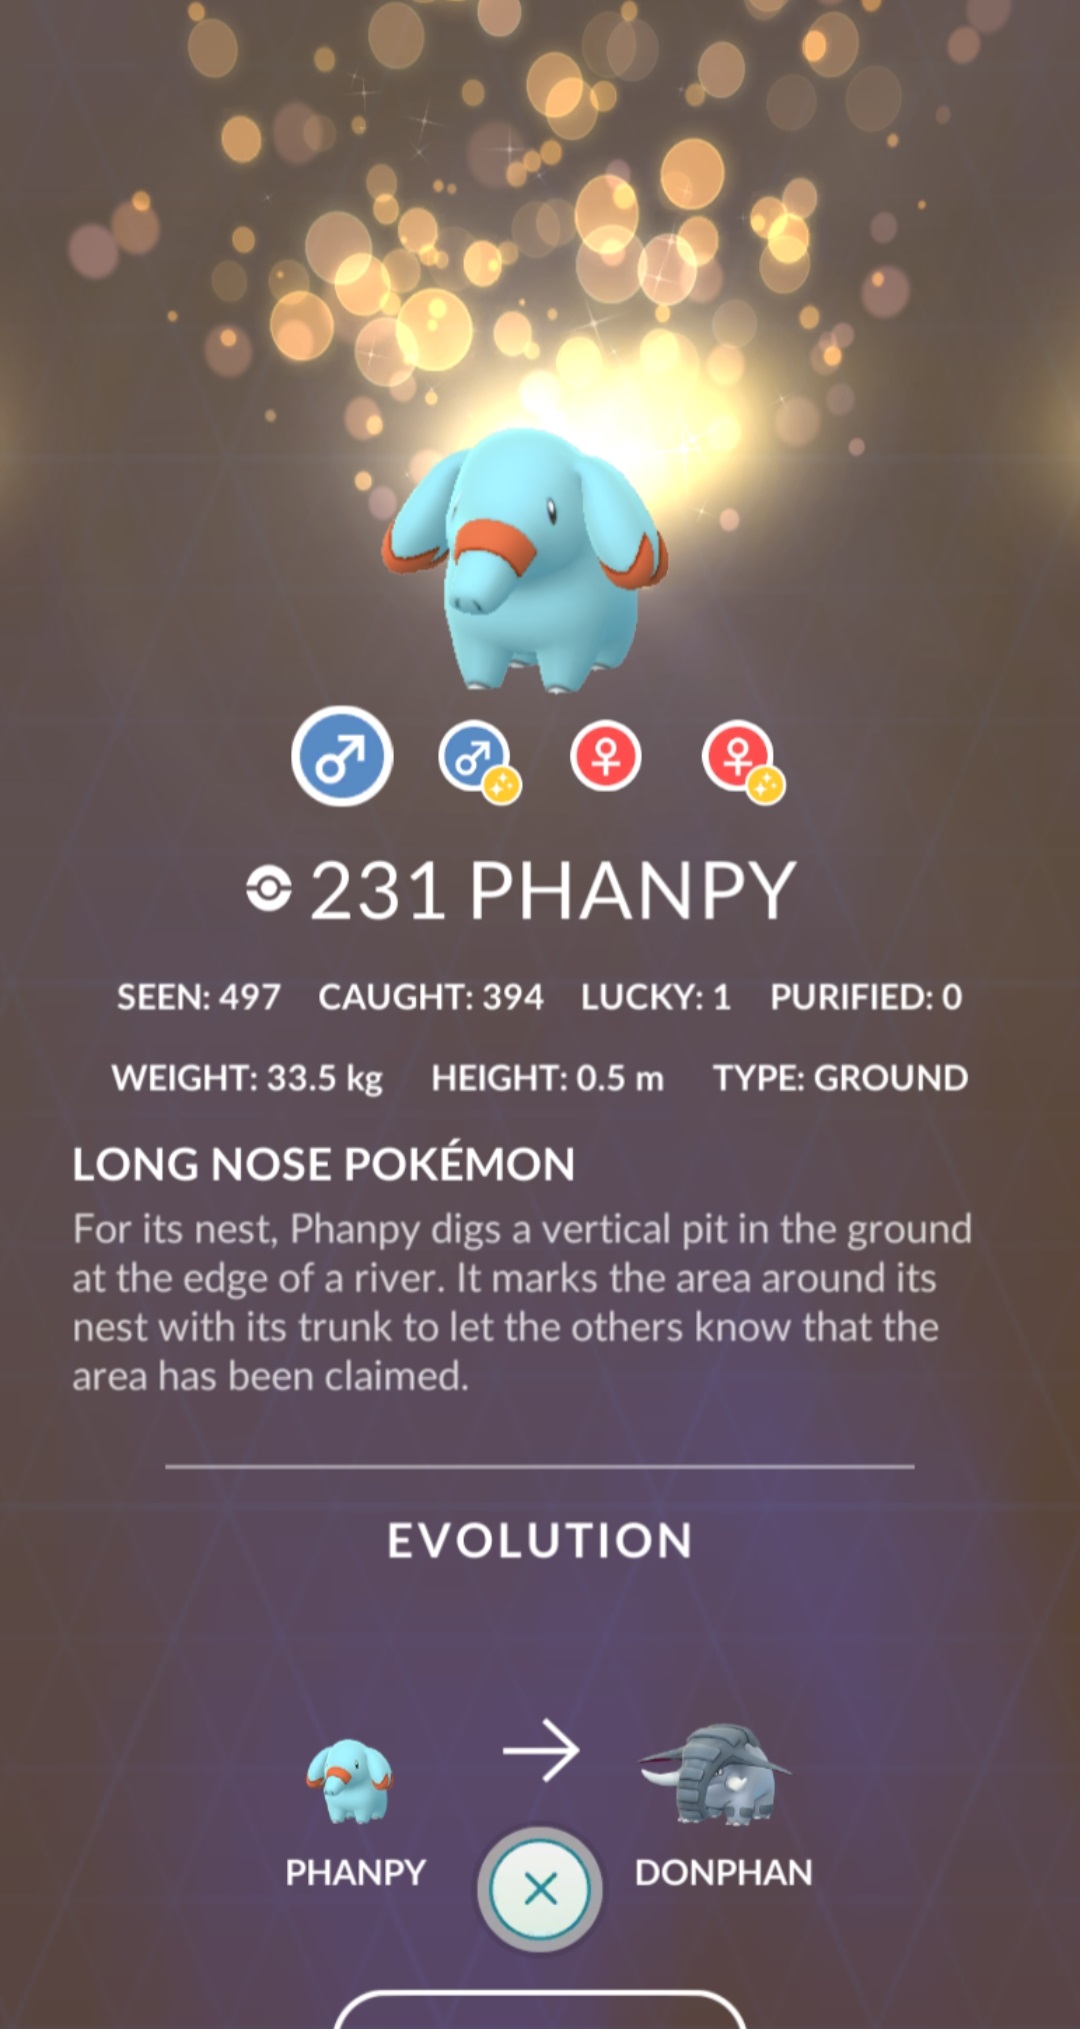 231 PHANPY
SEEN: 497 CAUGHT: 394 LUCKY: 1 PURIFIED: 0
WEIGHT: 33.5 kg HEIGHT: 0.5 m TYPE: GROUND
LONG NOSE POKÉMON
For its nest, Phanpy digs a vertical pit in the ground
at the edge of a river. It marks the area around its
nest with its trunk to let the others know that the
area has been claimed.
EVOLUTION
PHANPY DONPHAN